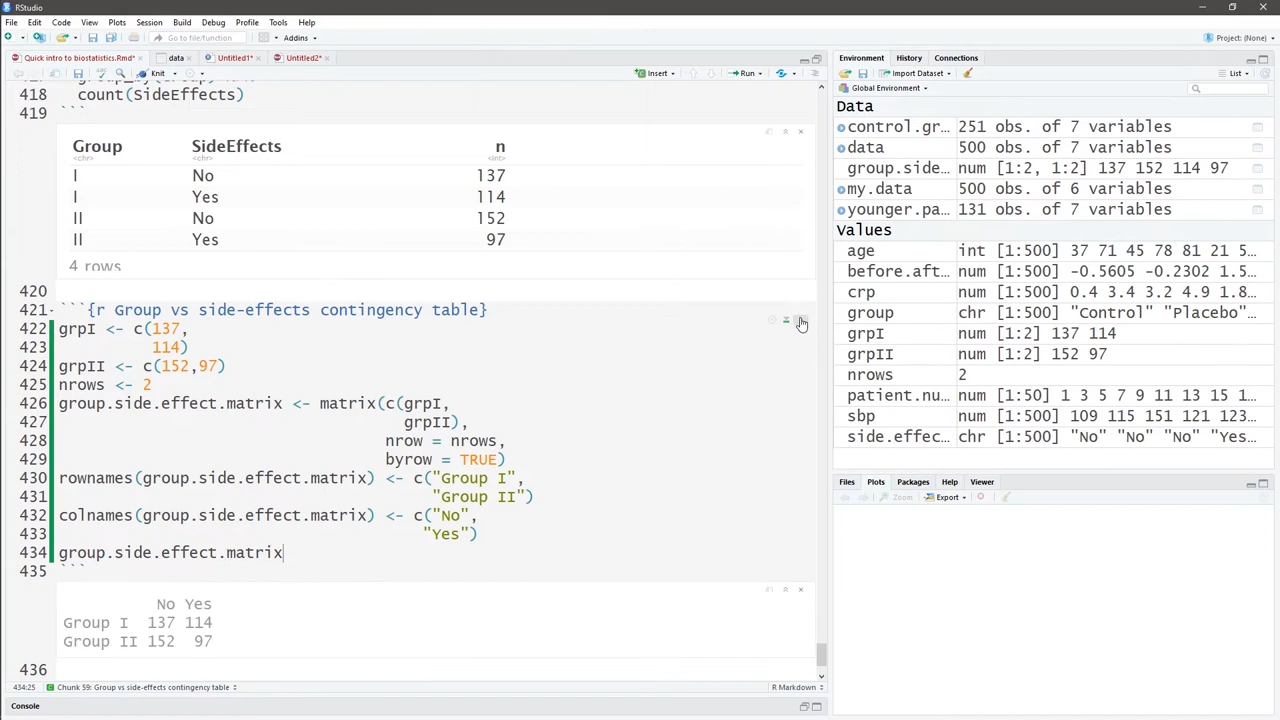 RStudio
File Edit Code View Plots Session Build Debug Profile Tools Help
Go to file/function Addins Project: (None)
Quick intro to biostatistics.Rmd* data Untitled1* Untitled2*
Knit Insert Run
418 count(SideEffects)
419 ```
Group SideEffects n
<chr> <chr> <int>
I No 137
I Yes 114
II No 152
II Yes 97
4 rows
420
421 ```{r Group vs side-effects contingency table}
422 grpI <- c(137,
423 114)
424 grpII <- c(152,97)
425 nrows <- 2
426 group.side.effect.matrix <- matrix(c(grpI,
427 grpII),
428 nrow = nrows,
429 byrow = TRUE)
430 rownames(group.side.effect.matrix) <- c("Group I",
431 "Group II")
432 colnames(group.side.effect.matrix) <- c("No",
433 "Yes")
434 group.side.effect.matrix
435 ```
No Yes
Group I 137 114
Group II 152 97
436
434:25 Chunk 59: Group vs side-effects contingency table R Markdown
Console
Environment History Connections
Import Dataset List
Global Environment
Data
control.gr… 251 obs. of 7 variables
data 500 obs. of 7 variables
group.side… num [1:2, 1:2] 137 152 114 97
my.data 500 obs. of 6 variables
younger.pa… 131 obs. of 7 variables
Values
age int [1:500] 37 71 45 78 81 21 5…
before.aft… num [1:500] -0.5605 -0.2302 1.5…
crp num [1:500] 0.4 3.4 3.2 4.9 1.8…
group chr [1:500] "Control" "Placebo"…
grpI num [1:2] 137 114
grpII num [1:2] 152 97
nrows 2
patient.nu… num [1:50] 1 3 5 7 9 11 13 15 1…
sbp num [1:500] 109 115 151 121 123…
side.effec… chr [1:500] "No" "No" "No" "Yes…
Files Plots Packages Help Viewer
Zoom Export